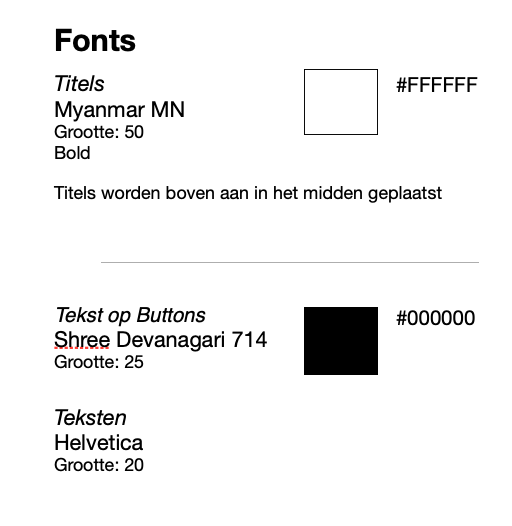 Fonts
Titels
#FFFFFF
Myanmar MN
Grootte: 50
Bold
Titels worden boven aan in het midden geplaatst
Tekst op Buttons
#000000
Shree Devanagari 714
Grootte: 25
Teksten
Helvetica
Grootte: 20